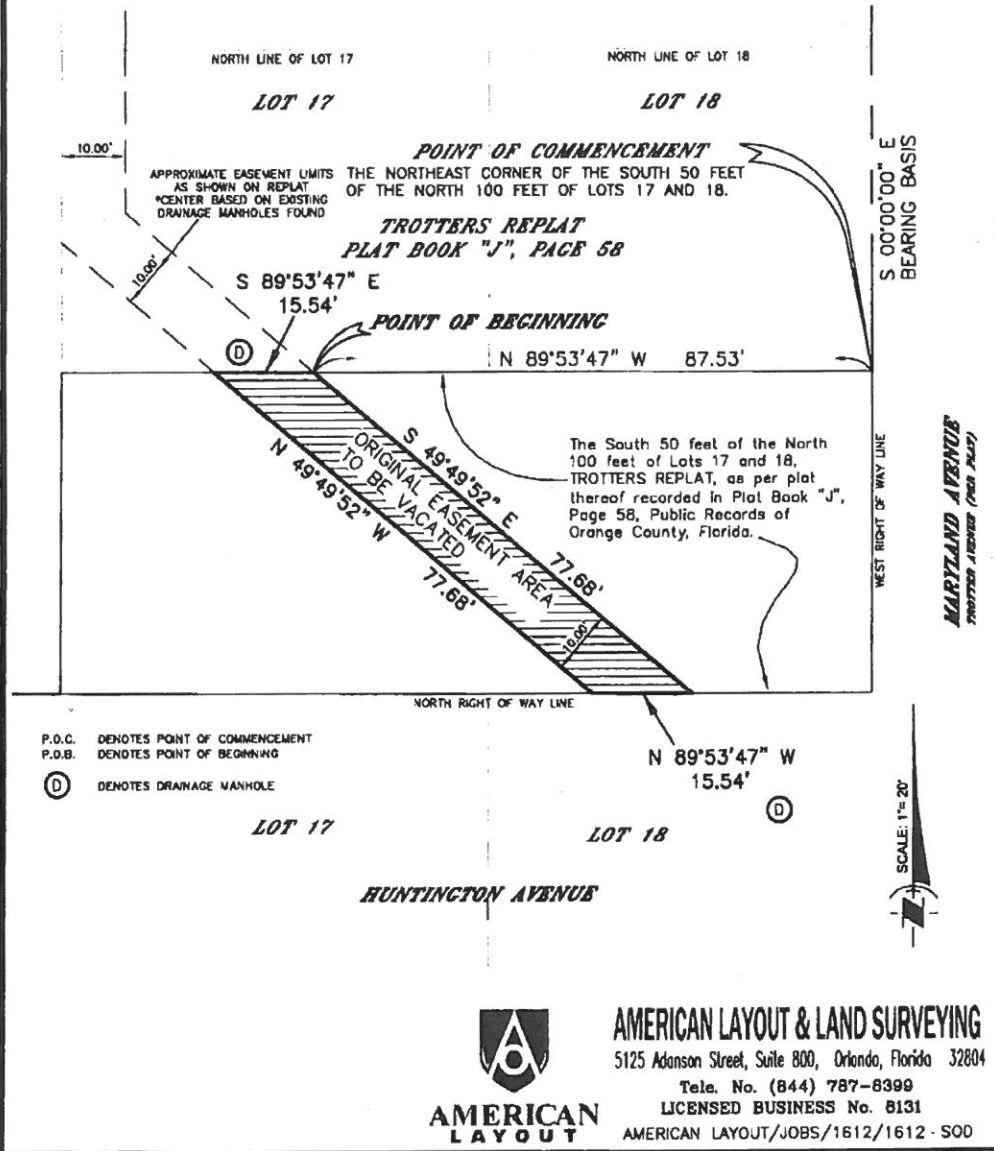 NORTH LINE OF LOT 17
NORTH LINE OF LOT 18
LOT 17
LOT 18
10.00'
POINT OF COMMENCEMENT
THE NORTHEAST CORNER OF THE SOUTH 50 FEET
OF THE NORTH 100 FEET OF LOTS 17 AND 18.
APPROXIMATE EASEMENT LIMITS
AS SHOWN ON REPLAT
*CENTER BASED ON EXISTING
DRAINAGE MANHOLES FOUND
S 00°00'00" E
BEARING BASIS
TROTTERS REPLAT
PLAT BOOK "J", PAGE 58
10.00'
S 89°53'47" E
15.54'
POINT OF BEGINNING
D
N 89°53'47" W 87.53'
ORIGINAL EASEMENT AREA
TO BE VACATED
S 49°49'52" E
77.68'
N 49°49'52" W
77.68'
10.00'
The South 50 feet of the North
100 feet of Lots 17 and 18,
TROTTERS REPLAT, as per plat
thereof recorded in Plat Book "J",
Page 58, Public Records of
Orange County, Florida.
WEST RIGHT OF WAY LINE
MARYLAND AVENUE
TROTTER AVENUE (PER PLAT)
NORTH RIGHT OF WAY LINE
P.O.C. DENOTES POINT OF COMMENCEMENT
P.O.B. DENOTES POINT OF BEGINNING
D DENOTES DRAINAGE MANHOLE
N 89°53'47" W
15.54'
D
LOT 17
LOT 18
HUNTINGTON AVENUE
SCALE: 1"= 20'
N
AMERICAN
LAYOUT
AMERICAN LAYOUT & LAND SURVEYING
5125 Adanson Street, Suite 800, Orlando, Florida 32804
Tele. No. (844) 787-8399
LICENSED BUSINESS No. 8131
AMERICAN LAYOUT/JOBS/1612/1612 - SOD